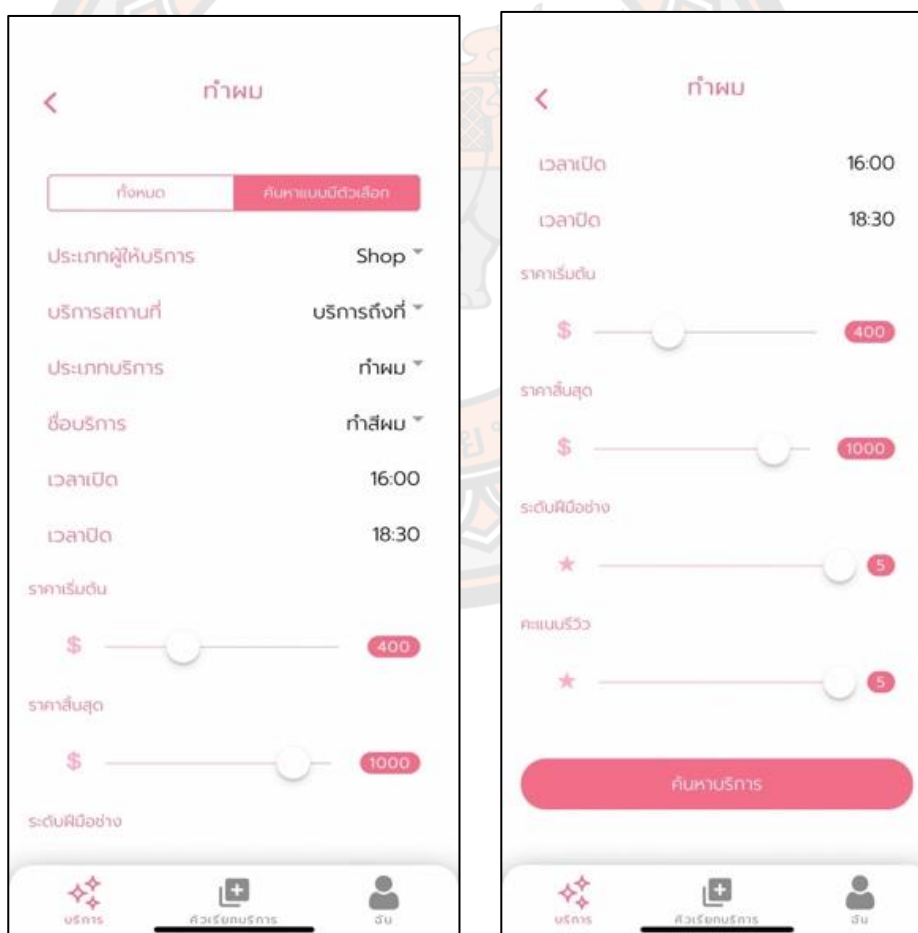 ทำผม
ทั้งหมด ค้นหาแบบมีตัวเลือก
ประเภทผู้ให้บริการ Shop
บริการสถานที่ บริการถึงที่
ประเภทบริการ ทำผม
ชื่อบริการ ทำสีผม
เวลาเปิด 16:00
เวลาปิด 18:30
ราคาเริ่มต้น
$ 400
ราคาสิ้นสุด
$ 1000
ระดับฝีมือช่าง
บริการ คิวเรียกบริการ ฉัน
ทำผม
เวลาเปิด 16:00
เวลาปิด 18:30
ราคาเริ่มต้น
$ 400
ราคาสิ้นสุด
$ 1000
ระดับฝีมือช่าง
5
คะแนนรีวิว
5
ค้นหาบริการ
บริการ คิวเรียกบริการ ฉัน